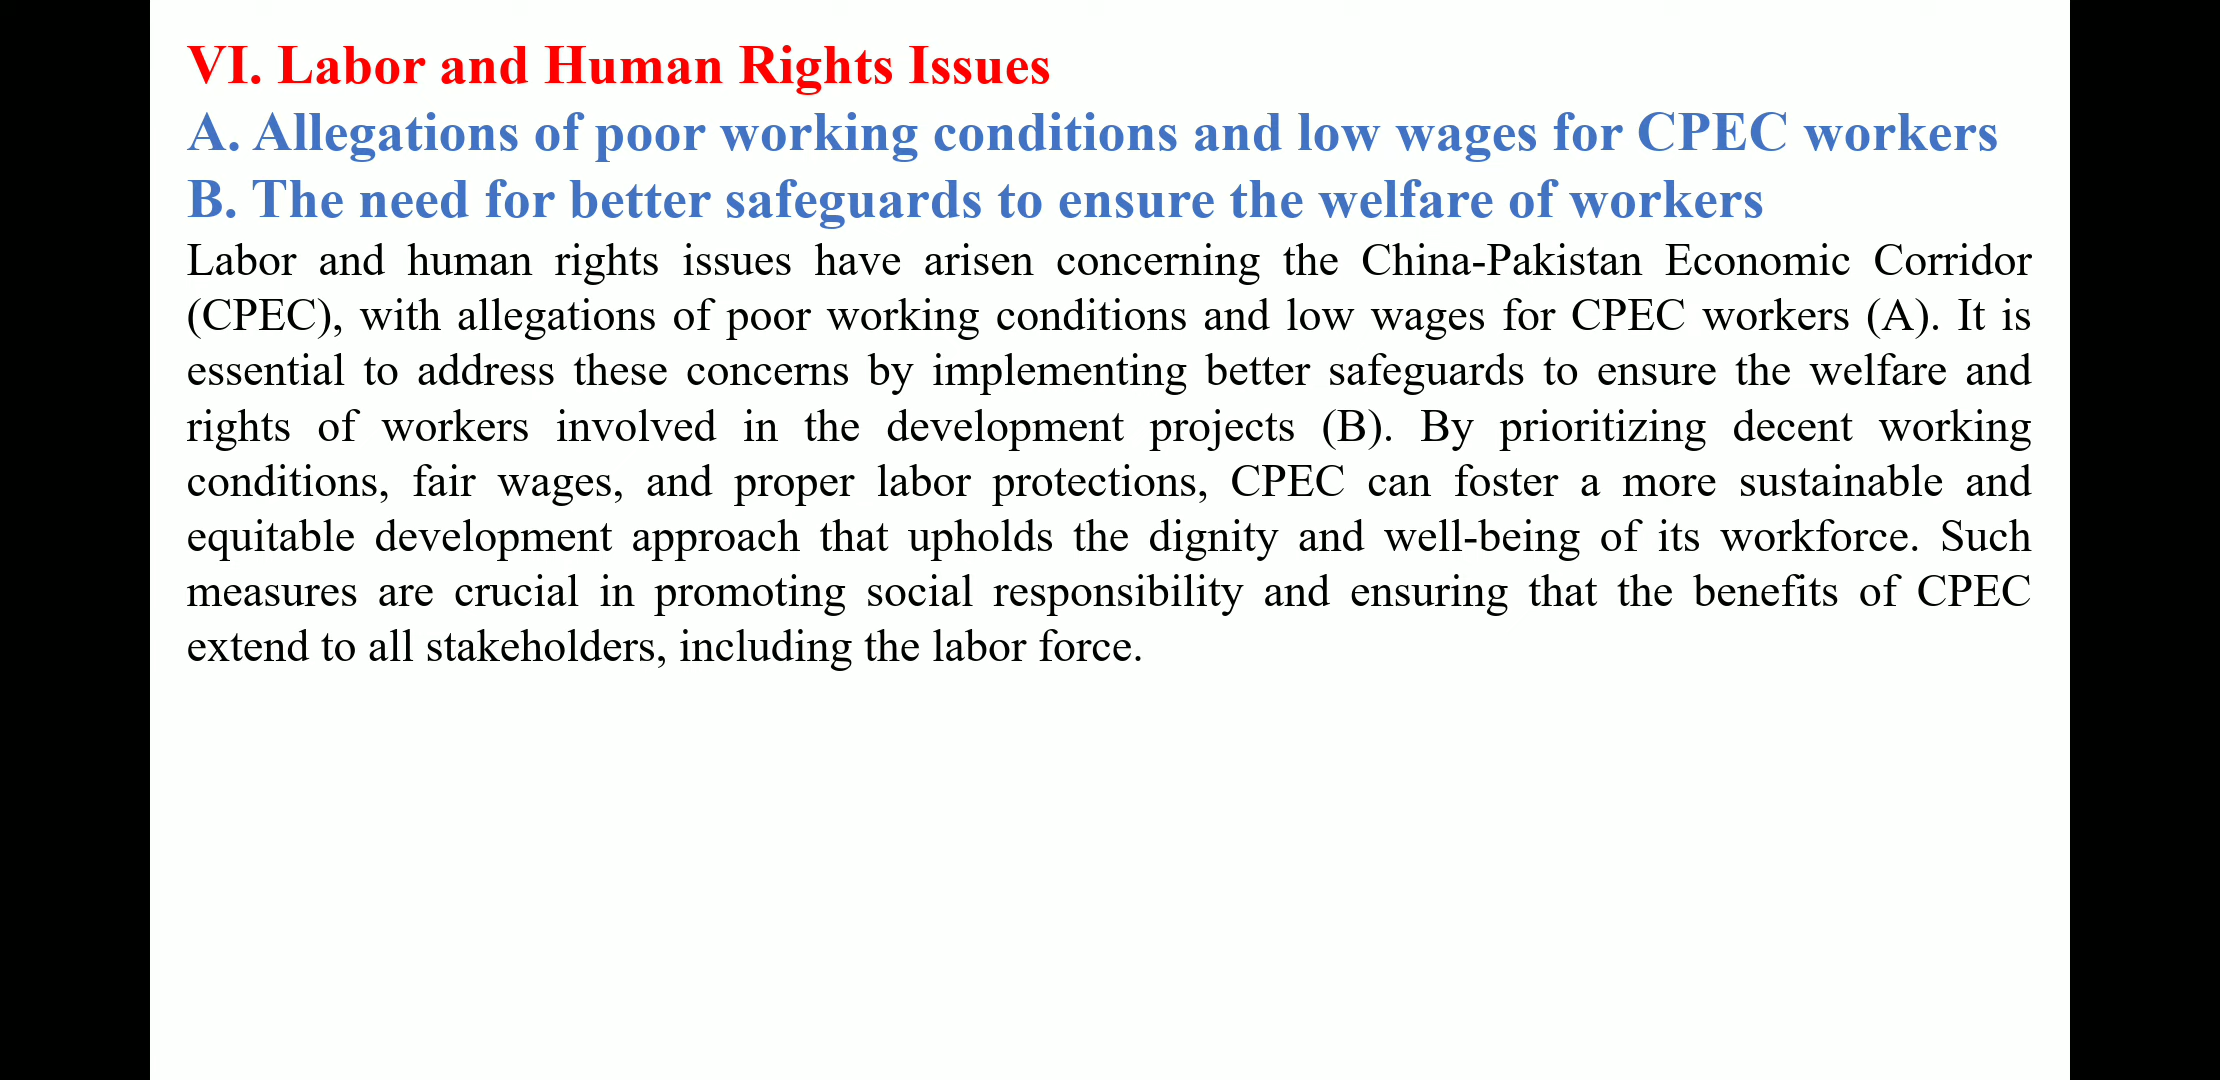 VI. Labor and Human Rights Issues
A. Allegations of poor working conditions and low wages for CPEC workers
B. The need for better safeguards to ensure the welfare of workers
Labor and human rights issues have arisen concerning the China-Pakistan Economic Corridor
(CPEC), with allegations of poor working conditions and low wages for CPEC workers (A). It is
essential to address these concerns by implementing better safeguards to ensure the welfare and
rights of workers involved in the development projects (B). By prioritizing decent working
conditions, fair wages, and proper labor protections, CPEC can foster a more sustainable and
equitable development approach that upholds the dignity and well-being of its workforce. Such
measures are crucial in promoting social responsibility and ensuring that the benefits of CPEC
extend to all stakeholders, including the labor force.